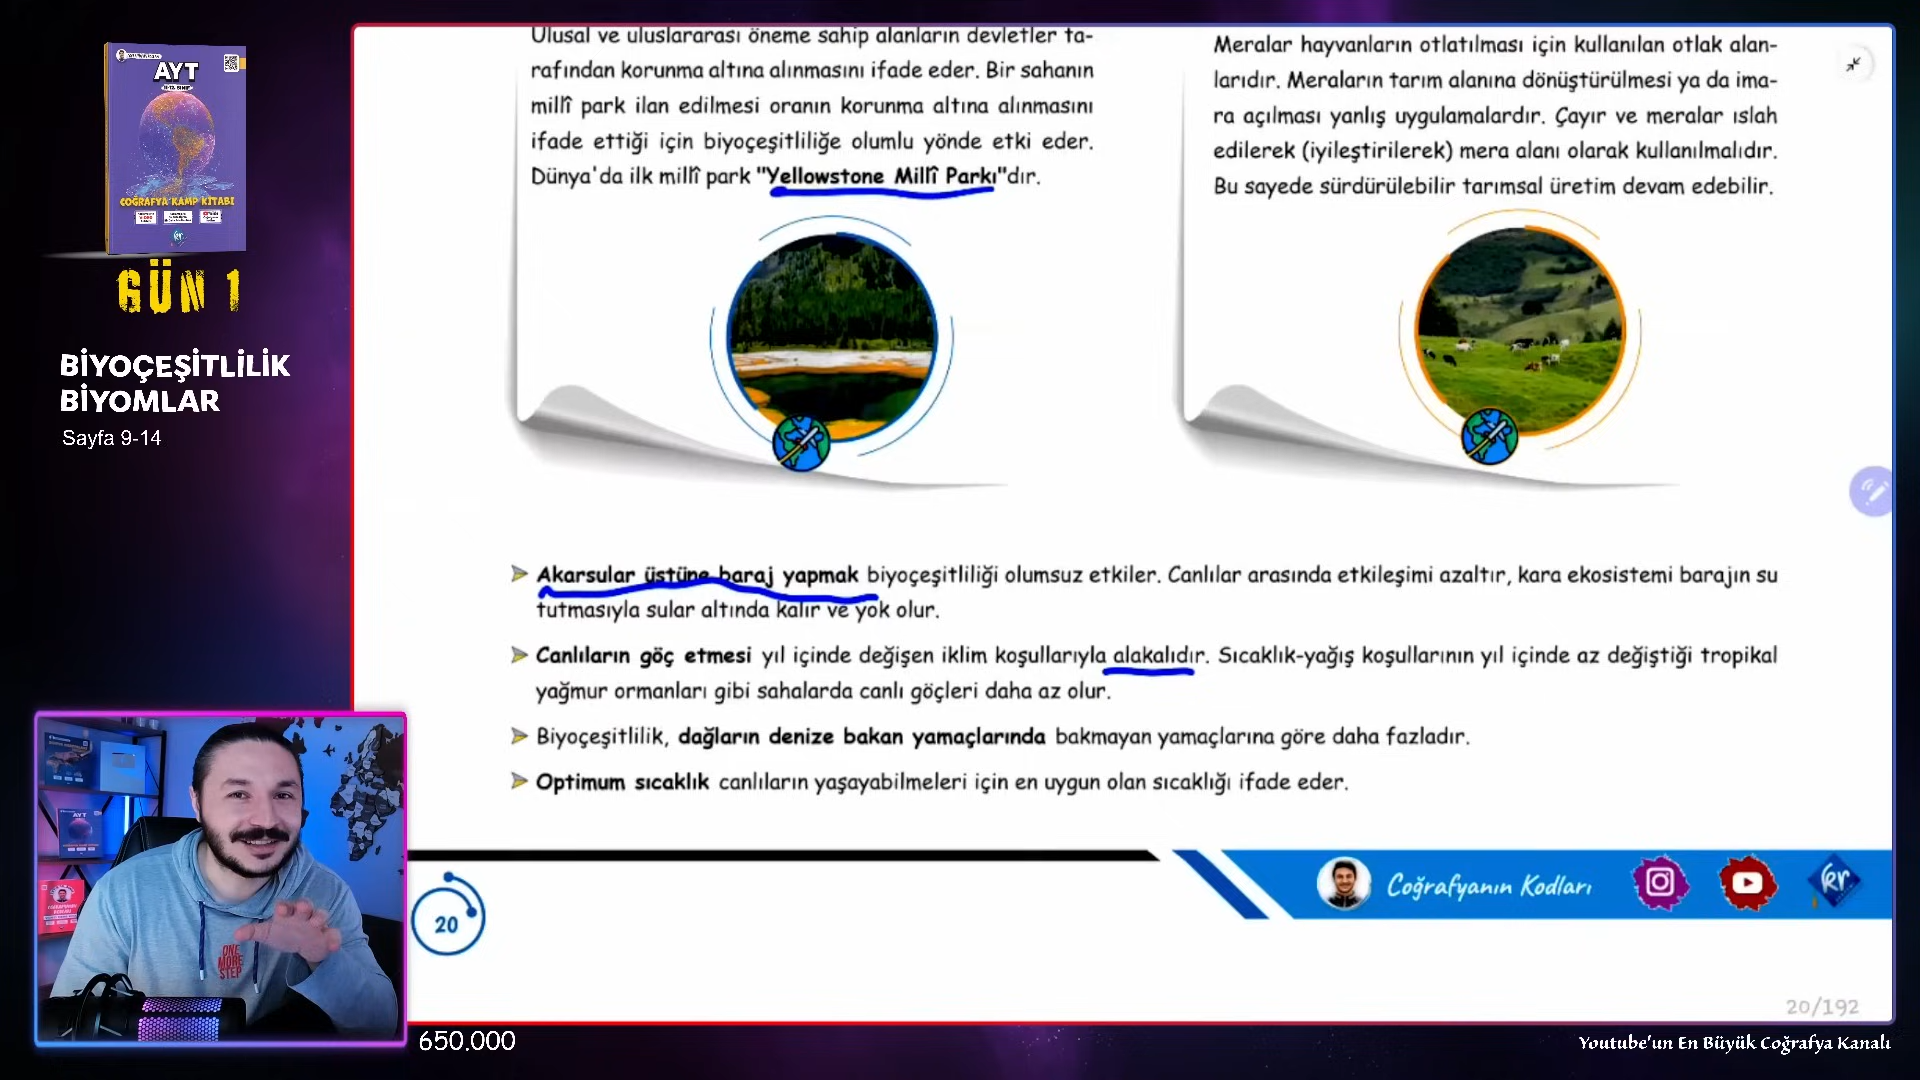 AYT
COĞRAFYA KAMP KİTABI
GÜN 1
BİYOÇEŞİTLİLİK
BİYOMLAR
Sayfa 9-14
Ulusal ve uluslararası öneme sahip alanların devletler ta-
rafından korunma altına alınmasını ifade eder. Bir sahanın
millî park ilan edilmesi oranın korunma altına alınmasını
ifade ettiği için biyoçeşitliliğe olumlu yönde etki eder.
Dünya'da ilk millî park "Yellowstone Millî Parkı"dır.
Meralar hayvanların otlatılması için kullanılan otlak alan-
larıdır. Meraların tarım alanına dönüştürülmesi ya da ima-
ra açılması yanlış uygulamalardır. Çayır ve meralar ıslah
edilerek (iyileştirilerek) mera alanı olarak kullanılmalıdır.
Bu sayede sürdürülebilir tarımsal üretim devam edebilir.
Akarsular üstüne baraj yapmak biyoçeşitliliği olumsuz etkiler. Canlılar arasında etkileşimi azaltır, kara ekosistemi barajın su
tutmasıyla sular altında kalır ve yok olur.
Canlıların göç etmesi yıl içinde değişen iklim koşullarıyla alakalıdır. Sıcaklık-yağış koşullarının yıl içinde az değiştiği tropikal
yağmur ormanları gibi sahalarda canlı göçleri daha az olur.
Biyoçeşitlilik, dağların denize bakan yamaçlarında bakmayan yamaçlarına göre daha fazladır.
Optimum sıcaklık canlıların yaşayabilmeleri için en uygun olan sıcaklığı ifade eder.
AYT
ONE
MORE
STEP
20
Coğrafyanın Kodları
kr
20/192
650.000
Youtube'un En Büyük Coğrafya Kanalı